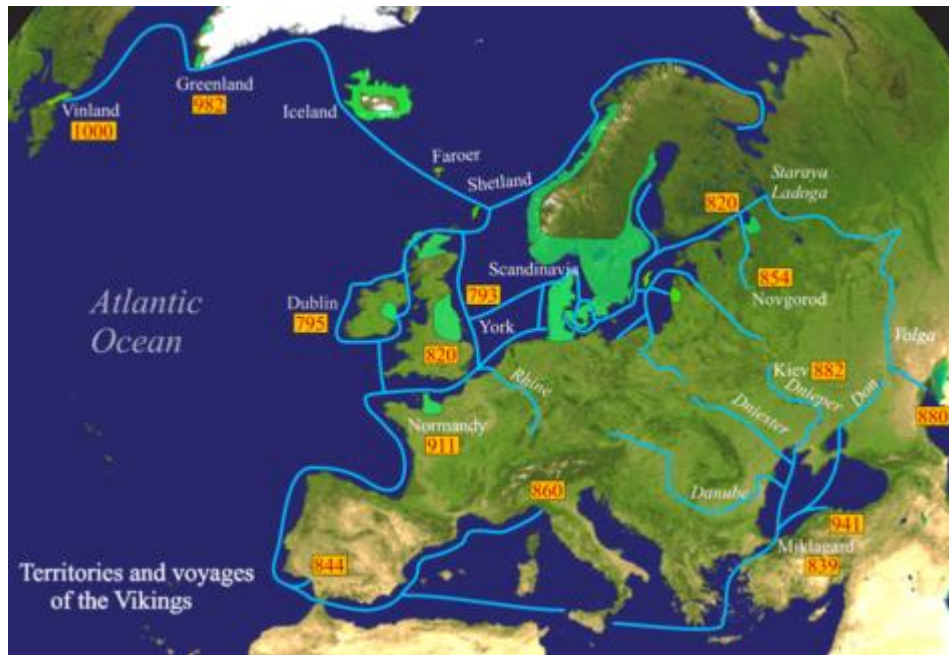 Greenland
982
Vinland
1000
Iceland
Faroer
Shetland
Staraya
Ladoga
820
Scandinavia
854
Novgorod
Atlantic
Ocean
Dublin
795
793
York
820
Volga
Kiev 882
Rhine
Dnieper
Don
Dniester
Normandy
911
880
Danube
860
941
Miklagard
839
844
Territories and voyages
of the Vikings